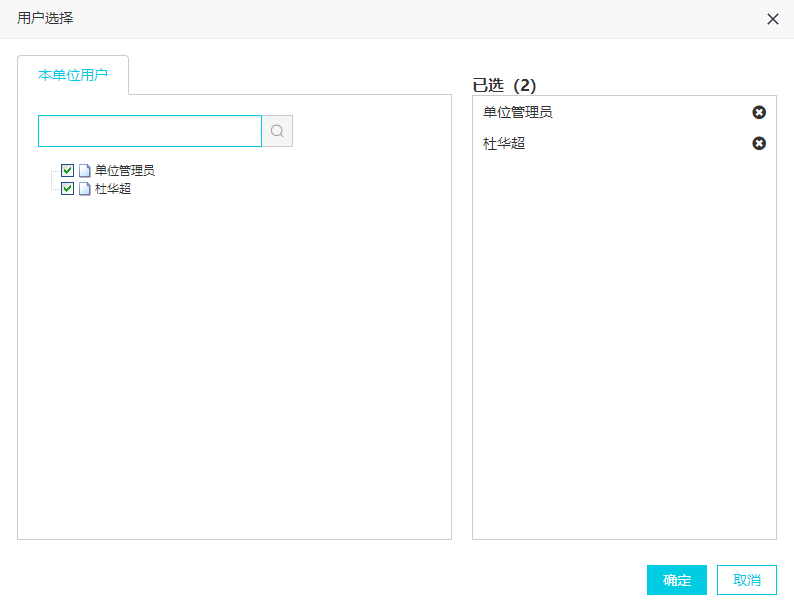 用户选择
本单位用户
单位管理员
杜华超
已选（2）
单位管理员
杜华超
确定
取消